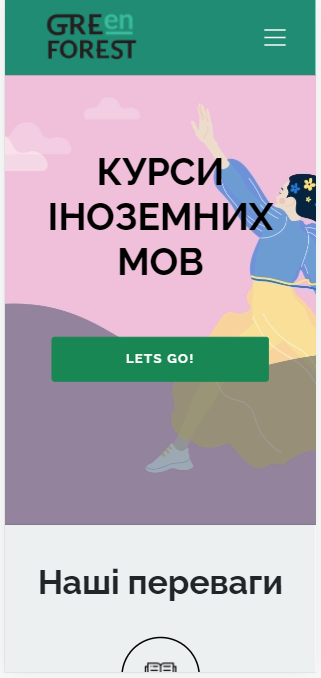 GREen
FOREST
КУРСИ
ІНОЗЕМНИХ
МОВ
LETS GO!
Наші переваги